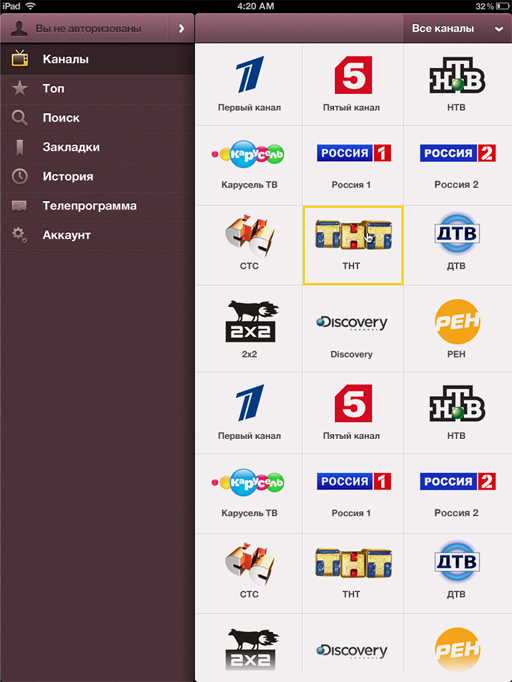 iPad 4:20 AM 32%
Вы не авторизованы
Все каналы
Каналы
Топ
Поиск
Закладки
История
Телепрограмма
Аккаунт
1 5 НТВ
Первый канал Пятый канал НТВ
Карусель РОССИЯ 1 РОССИЯ 2
Карусель ТВ Россия 1 Россия 2
СТС ТНТ ДТВ
СТС ТНТ ДТВ
2x2 Discovery CHANNEL РЕН
2x2 Discovery РЕН
1 5 НТВ
Первый канал Пятый канал НТВ
Карусель РОССИЯ 1 РОССИЯ 2
Карусель ТВ Россия 1 Россия 2
СТС ТНТ ДТВ
СТС ТНТ ДТВ
2x2 Discovery CHANNEL РЕН